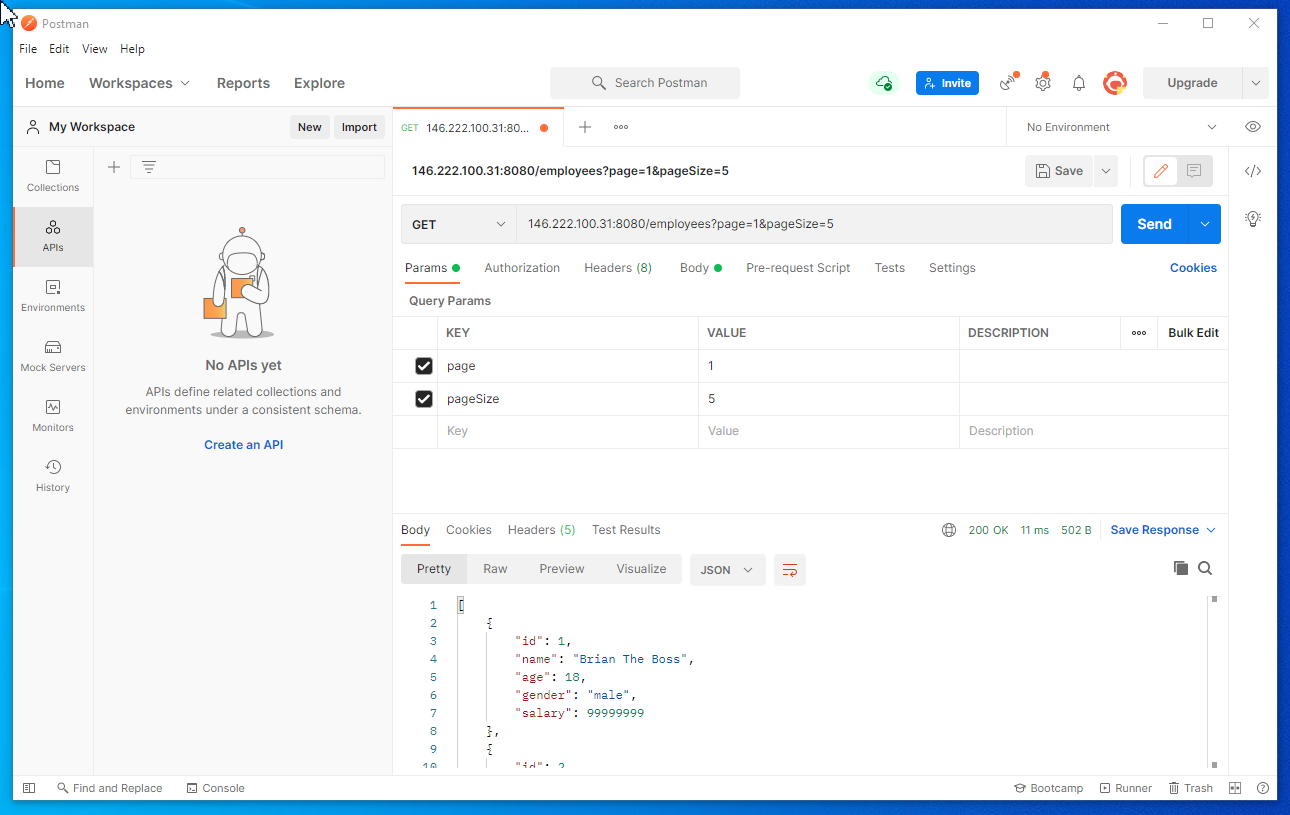 Postman
File Edit View Help
Home Workspaces Reports Explore Search Postman Invite Upgrade
My Workspace New Import
GET 146.222.100.31:80... No Environment
Collections
APIs
Environments
Mock Servers
Monitors
History
No APIs yet
APIs define related collections and
environments under a consistent schema.
Create an API
146.222.100.31:8080/employees?page=1&pageSize=5 Save
GET 146.222.100.31:8080/employees?page=1&pageSize=5 Send
Params Authorization Headers (8) Body Pre-request Script Tests Settings Cookies
Query Params
KEY VALUE DESCRIPTION Bulk Edit
page 1
pageSize 5
Key Value Description
Body Cookies Headers (5) Test Results 200 OK 11 ms 502 B Save Response
Pretty Raw Preview Visualize JSON
1 [
2 {
3 "id": 1,
4 "name": "Brian The Boss",
5 "age": 18,
6 "gender": "male",
7 "salary": 99999999
8 },
9 {
10 "id": 2
Find and Replace Console Bootcamp Runner Trash